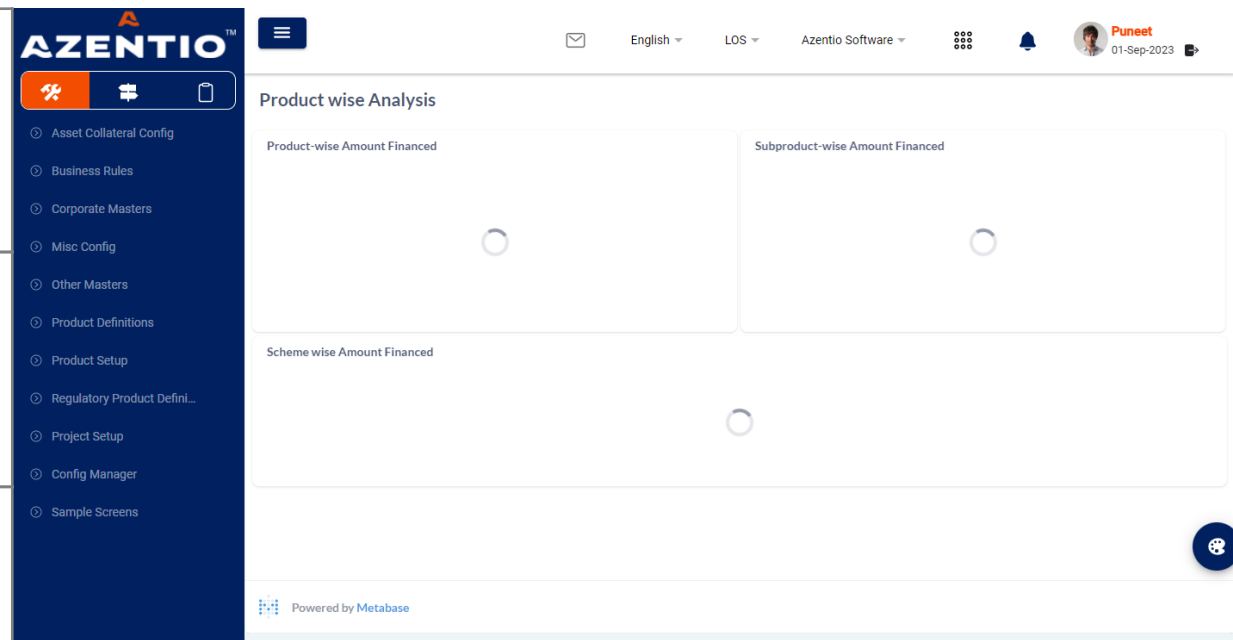 AZENTIO™
English
LOS
Azentio Software
Puneet
01-Sep-2023
Asset Collateral Config
Business Rules
Corporate Masters
Misc Config
Other Masters
Product Definitions
Product Setup
Regulatory Product Defini...
Project Setup
Config Manager
Sample Screens
Product wise Analysis
Product-wise Amount Financed
Subproduct-wise Amount Financed
Scheme wise Amount Financed
Powered by Metabase